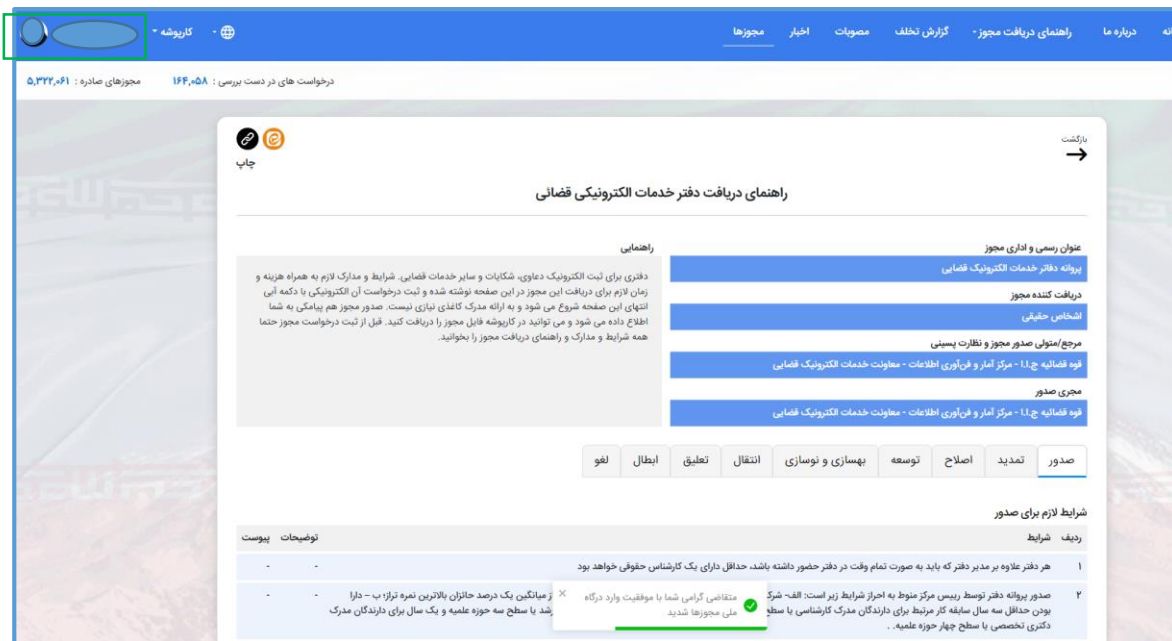 انه درباره ما راهنمای دریافت مجوز گزارش تخلف مصوبات اخبار مجوزها کارپوشه
درخواست های در دست بررسی : ۱۶۴,۰۵۸ مجوزهای صادره : ۵,۳۲۲,۰۶۱
بازگشت
چاپ
راهنمای دریافت دفتر خدمات الکترونیکی قضائی
عنوان رسمی و اداری مجوز
پروانه دفاتر خدمات الکترونیک قضایی
دریافت کننده مجوز
اشخاص حقیقی
مرجع/متولی صدور مجوز و نظارت پسینی
قوه قضائیه ج.ا.ا - مرکز آمار و فن‌آوری اطلاعات - معاونت خدمات الکترونیک قضایی
مجری صدور
قوه قضائیه ج.ا.ا - مرکز آمار و فن‌آوری اطلاعات - معاونت خدمات الکترونیک قضایی
راهنمایی
دفتری برای ثبت الکترونیک دعاوی، شکایات و سایر خدمات قضایی. شرایط و مدارک لازم به همراه هزینه و
زمان لازم برای دریافت این مجوز در این صفحه نوشته شده و ثبت درخواست آن الکترونیکی با دکمه آبی
انتهای این صفحه شروع می شود و به ارائه مدرک کاغذی نیازی نیست. صدور مجوز هم پیامکی به شما
اطلاع داده می شود و می توانید در کارپوشه فایل مجوز را دریافت کنید. قبل از ثبت درخواست مجوز حتما
همه شرایط و مدارک و راهنمای دریافت مجوز را بخوانید.
صدور تمدید اصلاح توسعه بهسازی و نوسازی انتقال تعلیق ابطال لغو
شرایط لازم برای صدور
ردیف شرایط توضیحات پیوست
۱ هر دفتر علاوه بر مدیر دفتر که باید به صورت تمام وقت در دفتر حضور داشته باشد، حداقل دارای یک کارشناس حقوقی خواهد بود - -
۲ صدور پروانه دفتر توسط رییس مرکز منوط به احراز شرایط زیر است: الف- شرک ز میانگین یک درصد حائزان بالاترین نمره تراز؛ ب – دارا - -
بودن حداقل سه سال سابقه کار مرتبط برای دارندگان مدرک کارشناسی یا سطح رشد یا سطح سه حوزه علمیه و یک سال برای دارندگان مدرک
دکتری تخصصی یا سطح چهار حوزه علمیه. .
متقاضی گرامی شما با موفقیت وارد درگاه ×
ملی مجوزها شدید